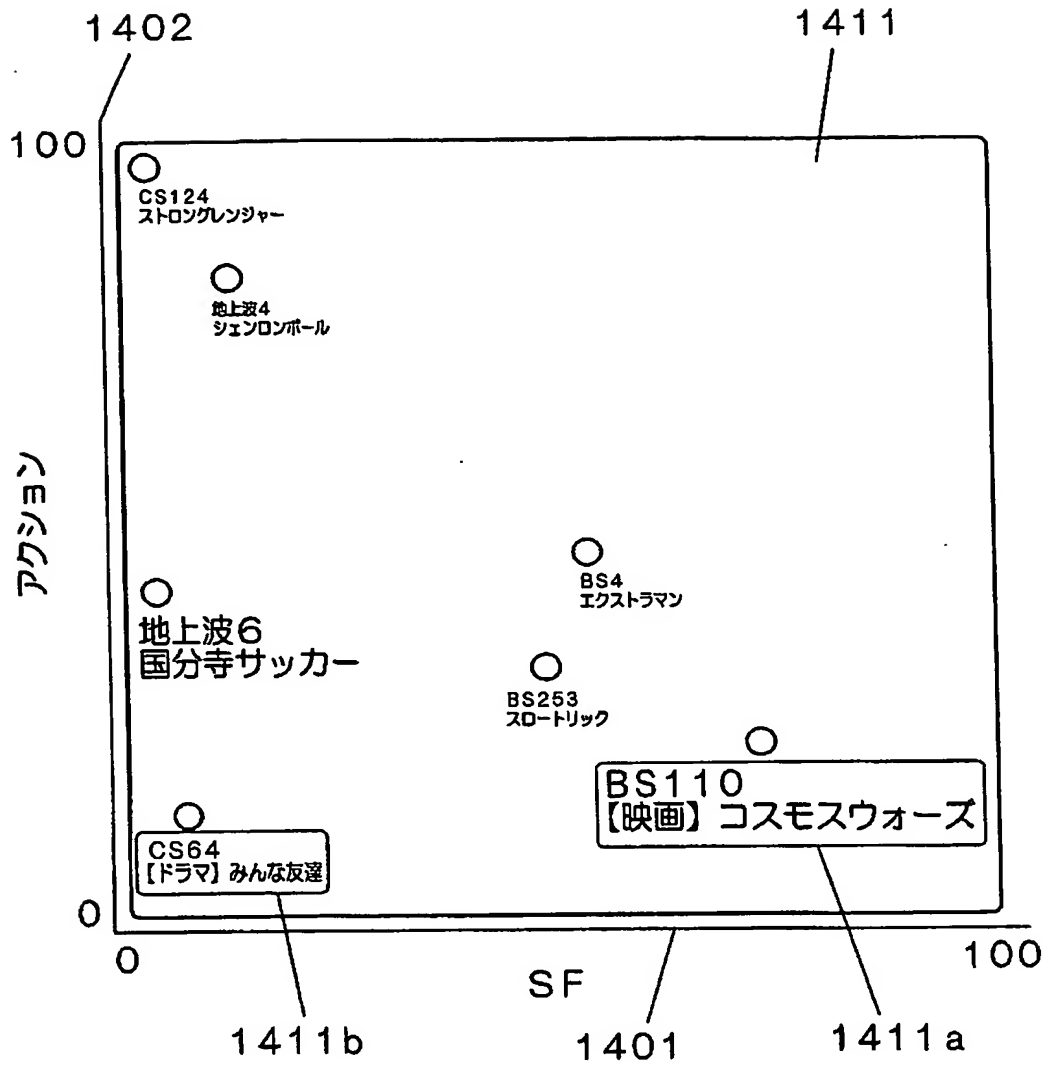 1402
1411
100
CS124
ストロングレンジャー
地上波4
シェンロンボール
アクション
BS4
エクストラマン
地上波6
国分寺サッカー
BS253
スロートリック
BS110
【映画】コスモスウォーズ
CS64
【ドラマ】みんな友達
0
0
SF
100
1411b
1401
1411a